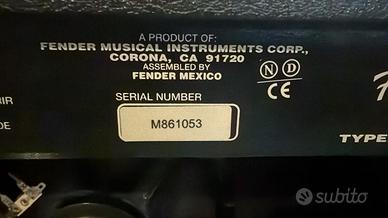 A PRODUCT OF:
FENDER MUSICAL INSTRUMENTS CORP.,
CORONA, CA 91720
ASSEMBLED BY
FENDER MEXICO
N D
CE
SERIAL NUMBER
M861053
TYPE
subito